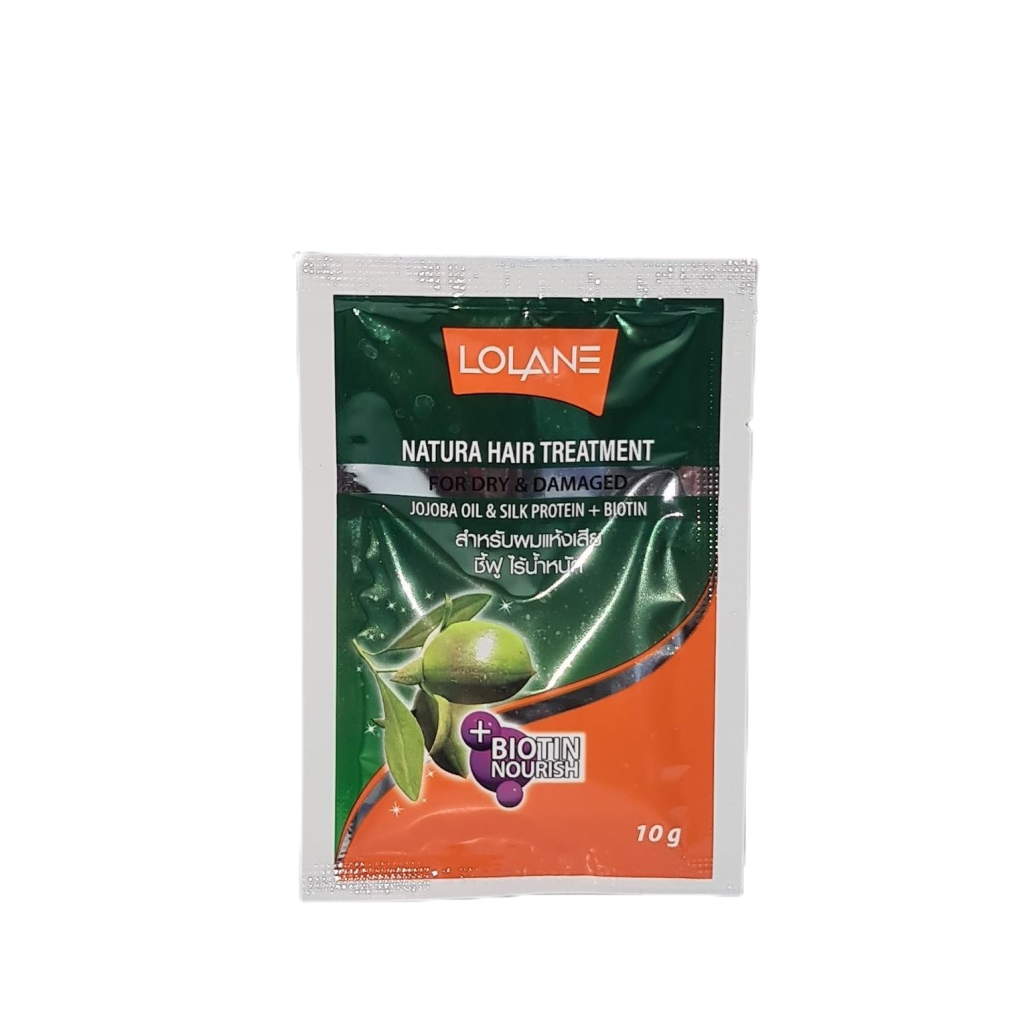 LOLANE
NATURA HAIR TREATMENT
FOR DRY & DAMAGED
JOJOBA OIL & SILK PROTEIN + BIOTIN
สำหรับผมแห้งเสีย
ชี้ฟู ไร้น้ำหนัก
+
BIOTIN
NOURISH
10 g